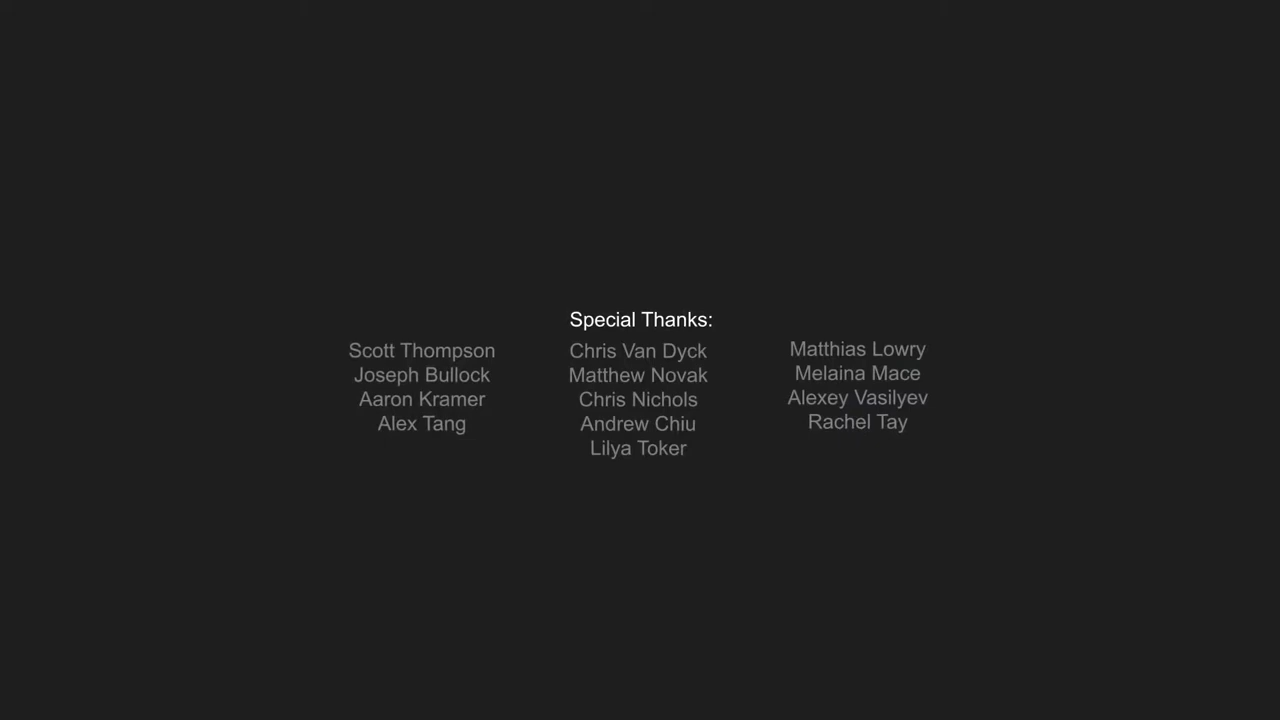 Special Thanks:
Scott Thompson
Joseph Bullock
Aaron Kramer
Alex Tang
Chris Van Dyck
Matthew Novak
Chris Nichols
Andrew Chiu
Lilya Toker
Matthias Lowry
Melaina Mace
Alexey Vasilyev
Rachel Tay